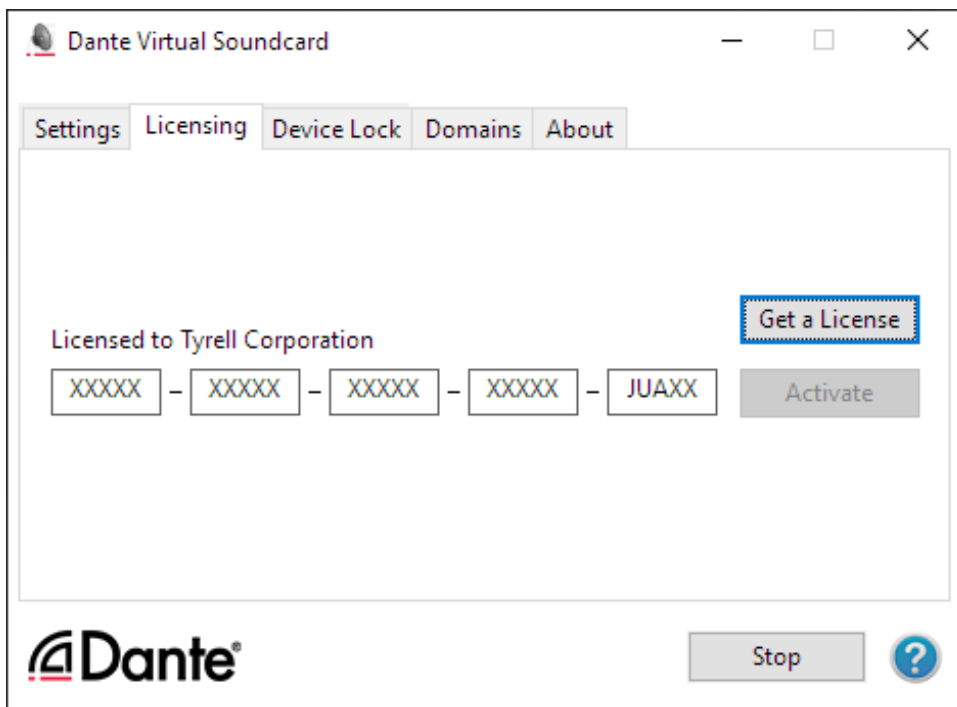 Dante Virtual Soundcard
Settings Licensing Device Lock Domains About
Get a License
Licensed to Tyrell Corporation
XXXXX – XXXXX – XXXXX – XXXXX – JUAXX Activate
Dante® Stop ?